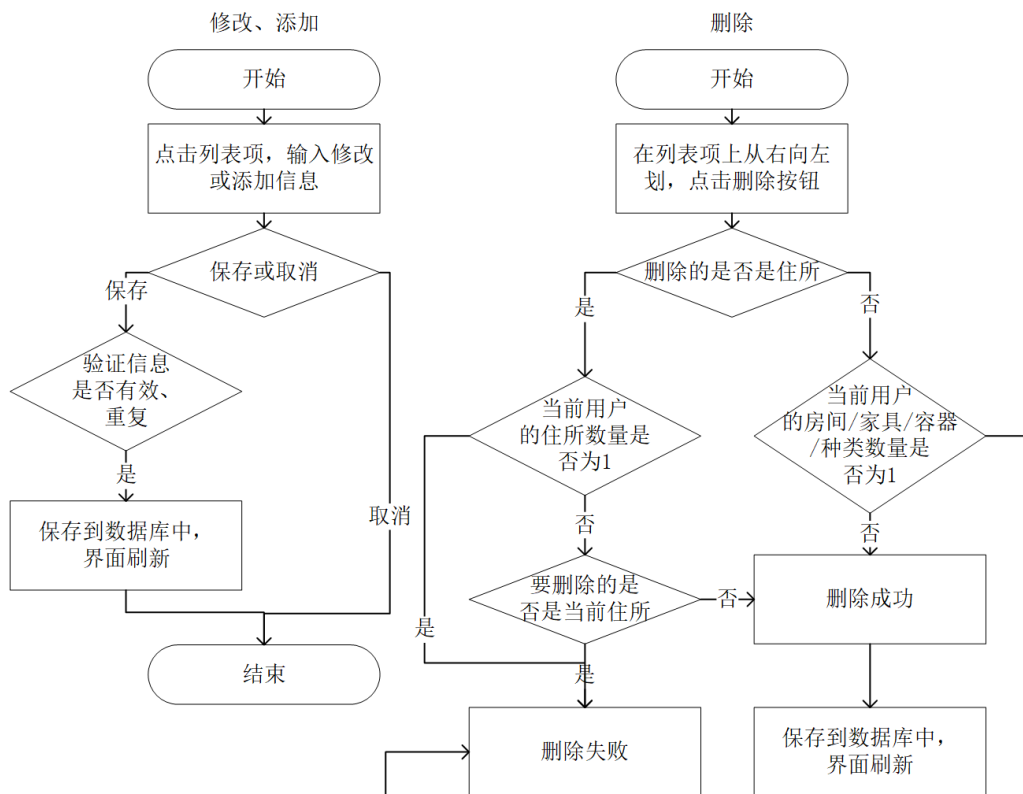 修改、添加
开始
点击列表项，输入修改
或添加信息
保存或取消
保存
验证信息
是否有效、
重复
是
保存到数据库中，
界面刷新
取消
结束
删除
开始
在列表项上从右向左
划，点击删除按钮
删除的是否是住所
是
否
当前用户
的住所数量是
否为1
当前用户
的房间/家具/容器
/种类数量是
否为1
否
否
要删除的是
否是当前住所
否
删除成功
是
是
删除失败
保存到数据库中，
界面刷新